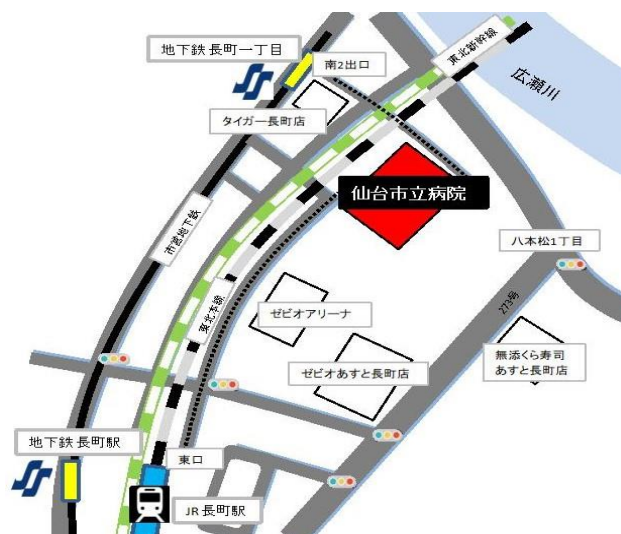 地下鉄長町一丁目
南2出口
東北新幹線
広瀬川
タイガー長町店
仙台市立病院
市営地下鉄
八本松1丁目
273号
東北本線
ゼビオアリーナ
無添くら寿司
あすと長町店
ゼビオあすと長町店
地下鉄長町駅
東口
JR長町駅